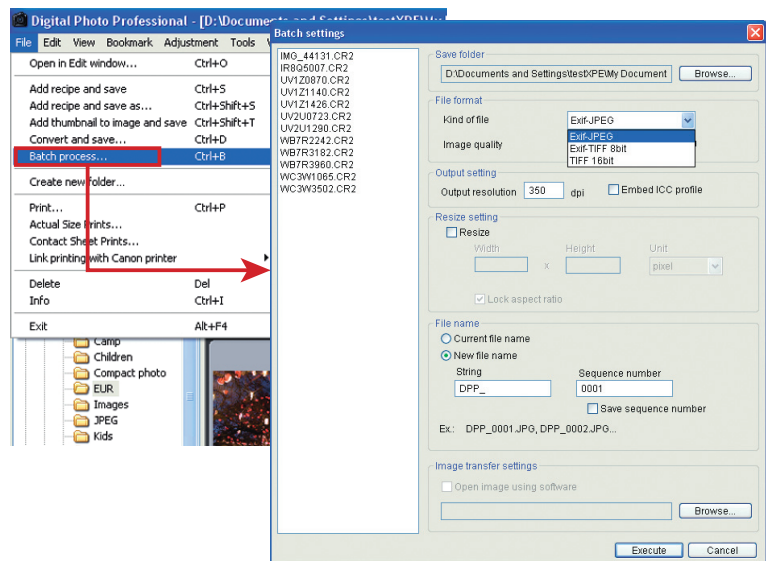 Digital Photo Professional - [D:\Documents and Settings\testXPE\My
File Edit View Bookmark Adjustment Tools
Open in Edit window... Ctrl+O
Add recipe and save Ctrl+S
Add recipe and save as... Ctrl+Shift+S
Add thumbnail to image and save Ctrl+Shift+T
Convert and save... Ctrl+D
Batch process... Ctrl+B
Create new folder...
Print... Ctrl+P
Actual Size Prints...
Contact Sheet Prints...
Link printing with Canon printer
Delete Del
Info Ctrl+I
Exit Alt+F4
Camp
Children
Compact photo
EUR
Images
JPEG
Kids
Batch settings
IMG_44131.CR2
IR8Q5007.CR2
UV1Z0870.CR2
UV1Z1140.CR2
UV1Z1426.CR2
UV2U0723.CR2
UV2U1290.CR2
WB7R2242.CR2
WB7R3182.CR2
WB7R3960.CR2
WC3W1065.CR2
WC3W3502.CR2
Save folder
D:\Documents and Settings\testXPE\My Document Browse...
File format
Kind of file Exif-JPEG
Exif-JPEG
Exif-TIFF 8bit
TIFF 16bit
Image quality
Output setting
Output resolution 350 dpi Embed ICC profile
Resize setting
Resize
Width Height Unit
x pixel
Lock aspect ratio
File name
Current file name
New file name
String Sequence number
DPP_ 0001
Save sequence number
Ex.: DPP_0001.JPG, DPP_0002.JPG...
Image transfer settings
Open image using software
Browse...
Execute Cancel